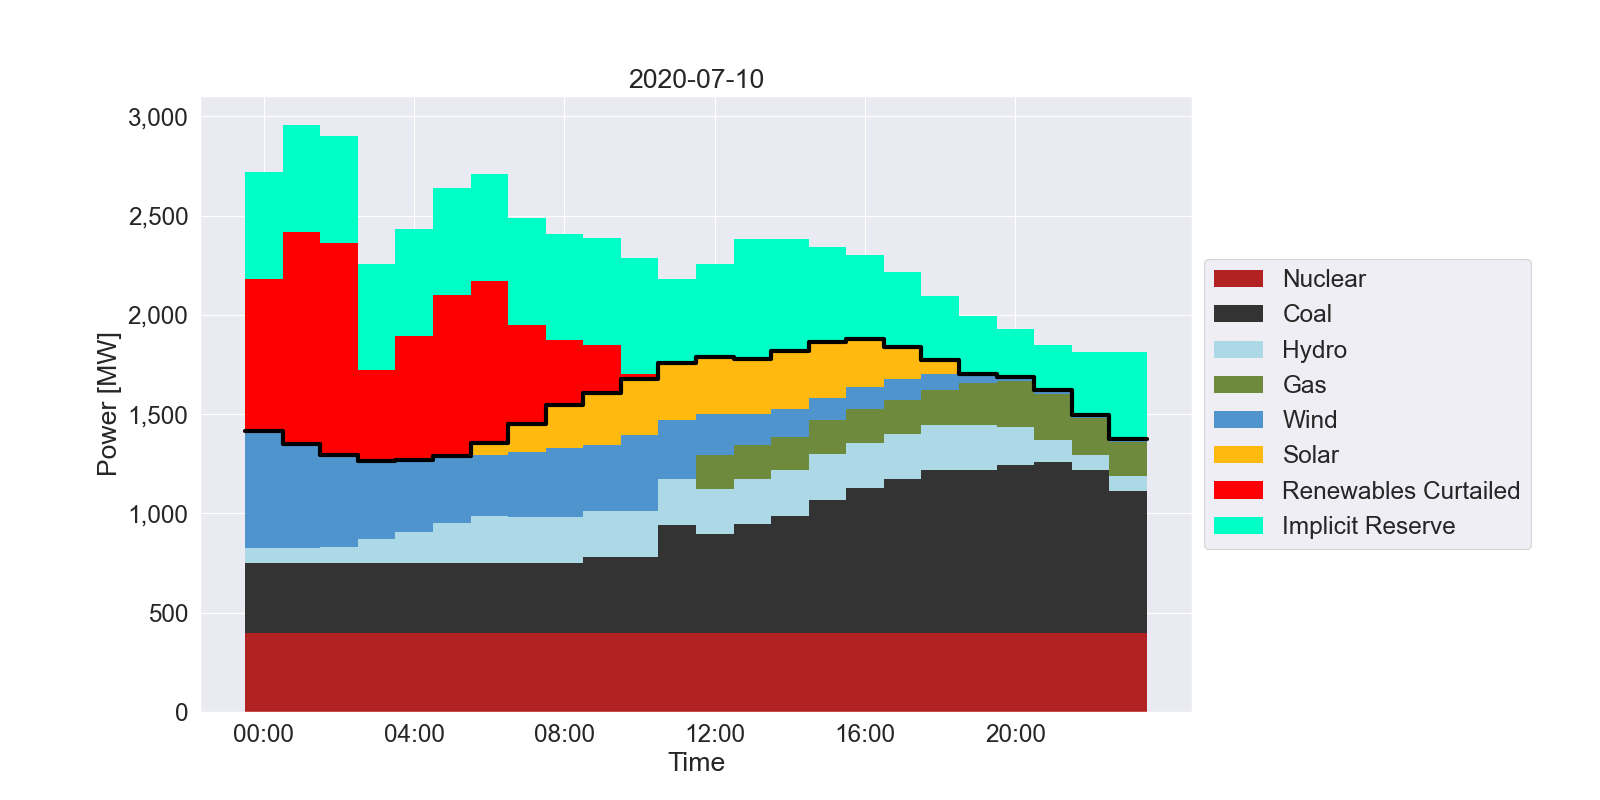 2020-07-10
Power [MW]
3,000
2,500
2,000
1,500
1,000
500
0
00:00 04:00 08:00 12:00 16:00 20:00
Time
Nuclear
Coal
Hydro
Gas
Wind
Solar
Renewables Curtailed
Implicit Reserve